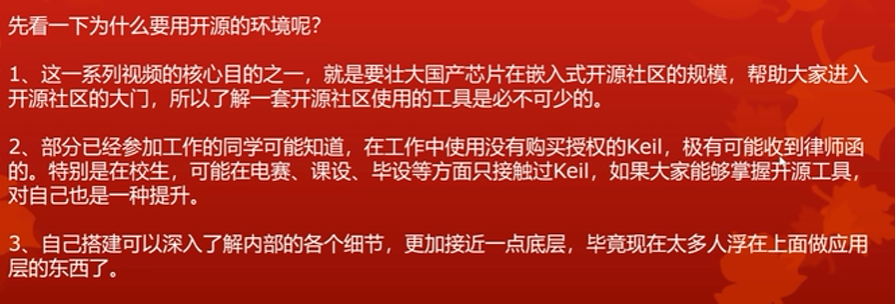 先看一下为什么要用开源的环境呢？
1、这一系列视频的核心目的之一，就是要壮大国产芯片在嵌入式开源社区的规模，帮助大家进入
开源社区的大门，所以了解一套开源社区使用的工具是必不可少的。
2、部分已经参加工作的同学可能知道，在工作中使用没有购买授权的Keil，极有可能收到律师函
的。特别是在校生，可能在电赛、课设、毕设等方面只接触过Keil，如果大家能够掌握开源工具，
对自己也是一种提升。
3、自己搭建可以深入了解内部的各个细节，更加接近一点底层，毕竟现在太多人浮在上面做应用
层的东西了。